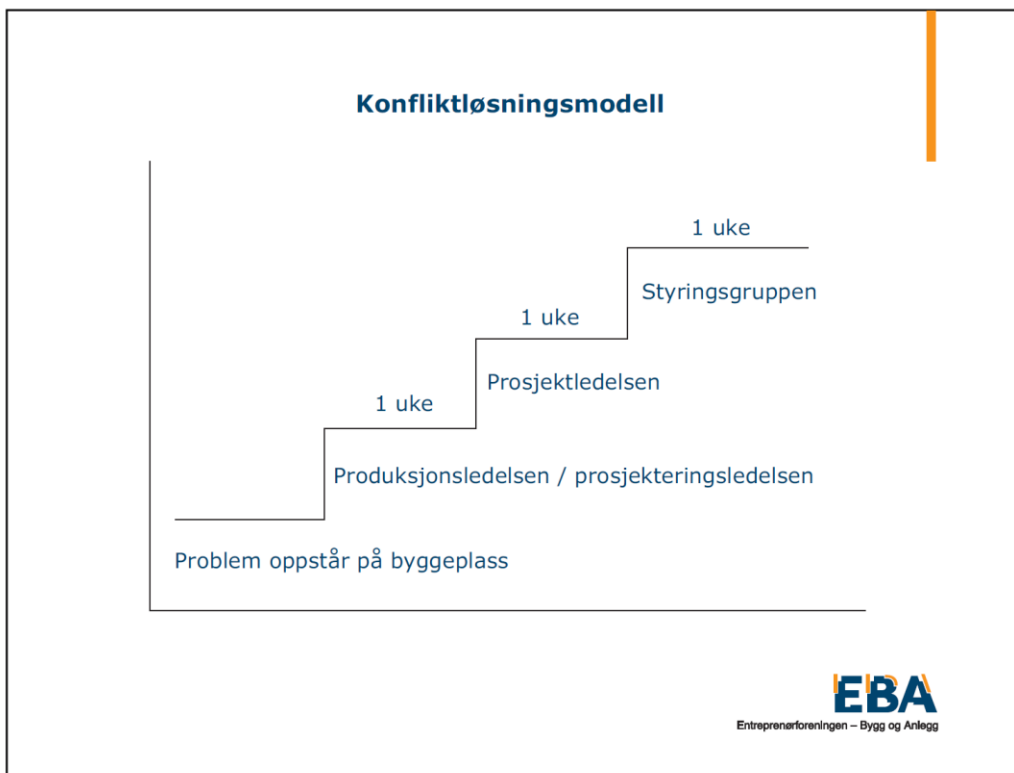 Konfliktløsningsmodell
1 uke
Styringsgruppen
1 uke
Prosjektledelsen
1 uke
Produksjonsledelsen / prosjekteringsledelsen
Problem oppstår på byggeplass
EBA
Entreprenørforeningen – Bygg og Anlegg